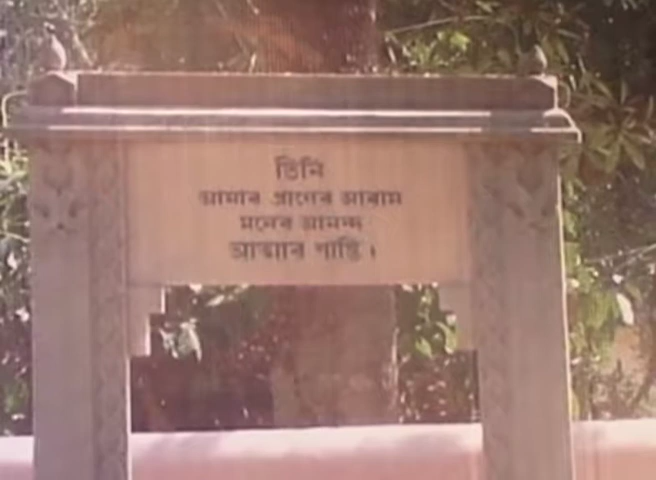 তিনি
আমার প্রাণের আরাম
মনের আনন্দ
আত্মার শান্তি।